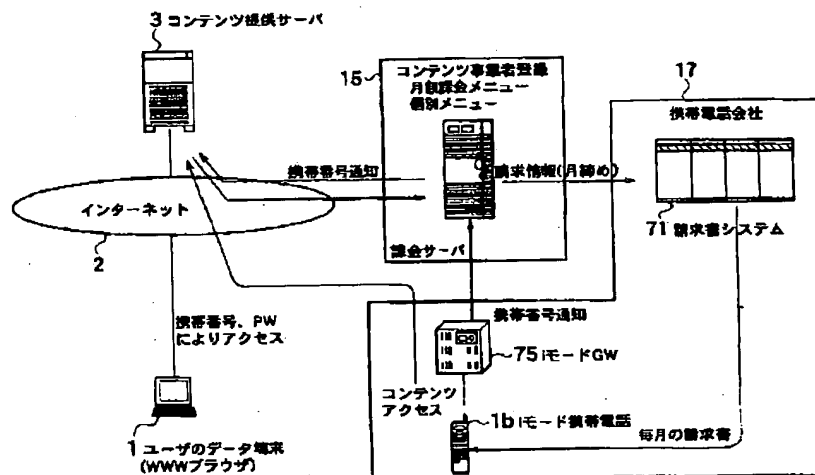 3 コンテンツ提供サーバ
15
コンテンツ事業者登録
月額課金メニュー
個別メニュー
17
携帯電話会社
携帯番号通知
請求情報(月締め)
インターネット
2
課金サーバ
71 請求書システム
携帯番号、PW
によりアクセス
携帯番号通知
75 iモードGW
コンテンツ
アクセス
1b iモード携帯電話
毎月の請求書
1 ユーザのデータ端末
(WWWブラウザ)